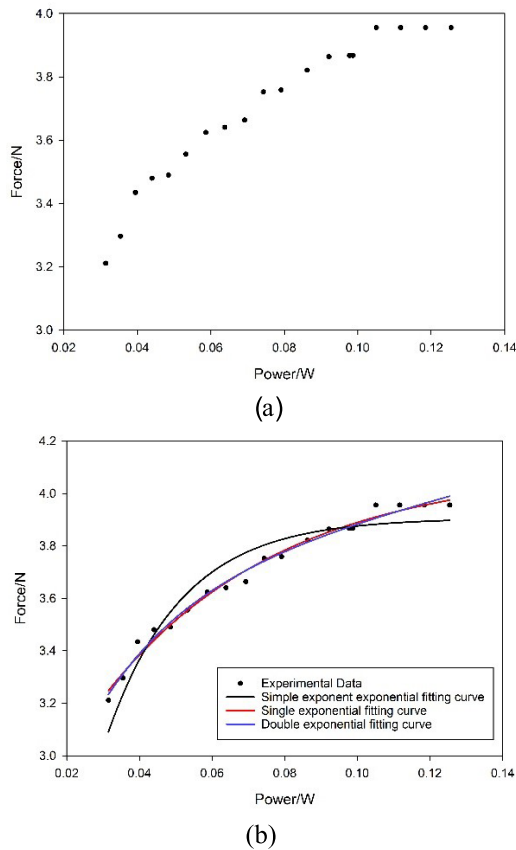 4.0
3.8
3.6
3.4
3.2
3.0
Force/N
0.02 0.04 0.06 0.08 0.10 0.12 0.14
Power/W
(a)
4.2
4.0
3.8
3.6
3.4
3.2
3.0
Force/N
Experimental Data
Simple exponent exponential fitting curve
Single exponential fitting curve
Double exponential fitting curve
0.02 0.04 0.06 0.08 0.10 0.12 0.14
Power/W
(b)